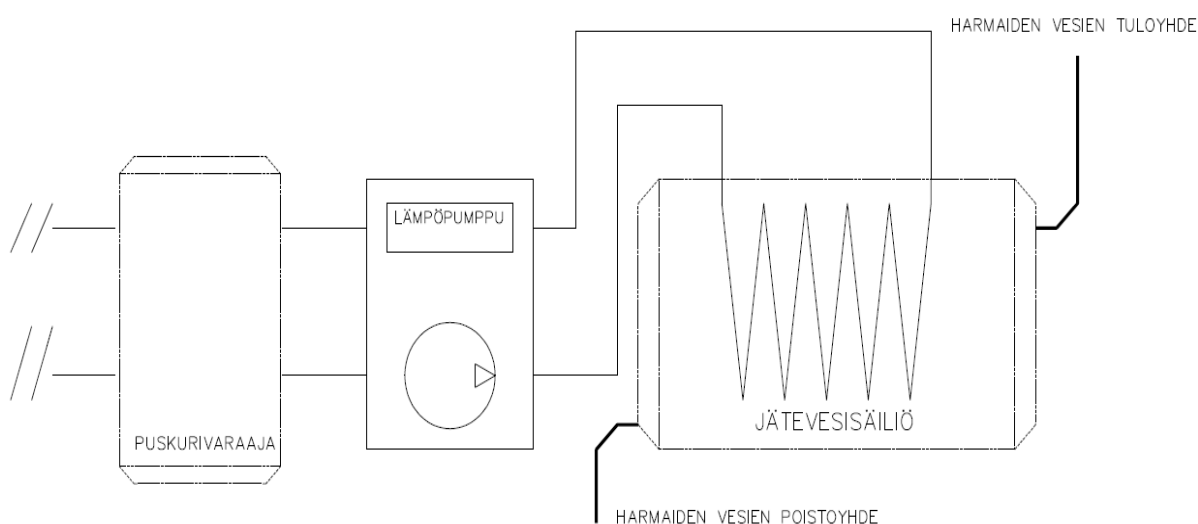 HARMAIDEN VESIEN TULOYHDE
LÄMPÖPUMPPU
JÄTEVESISÄILIÖ
PUSKURIVARAAJA
HARMAIDEN VESIEN POISTOYHDE